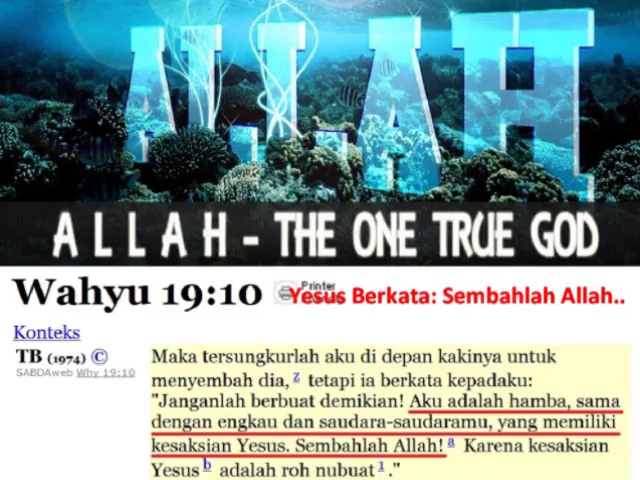 ALLAH
ALLAH - THE ONE TRUE GOD
Wahyu 19:10 Printer Yesus Berkata: Sembahlah Allah..
Konteks
TB (1974) © Maka tersungkurlah aku di depan kakinya untuk
SABDAweb Why 19:10 menyembah dia, z tetapi ia berkata kepadaku:
"Janganlah berbuat demikian! Aku adalah hamba, sama
dengan engkau dan saudara-saudaramu, yang memiliki
kesaksian Yesus. Sembahlah Allah! a Karena kesaksian
Yesus b adalah roh nubuat 1 ."